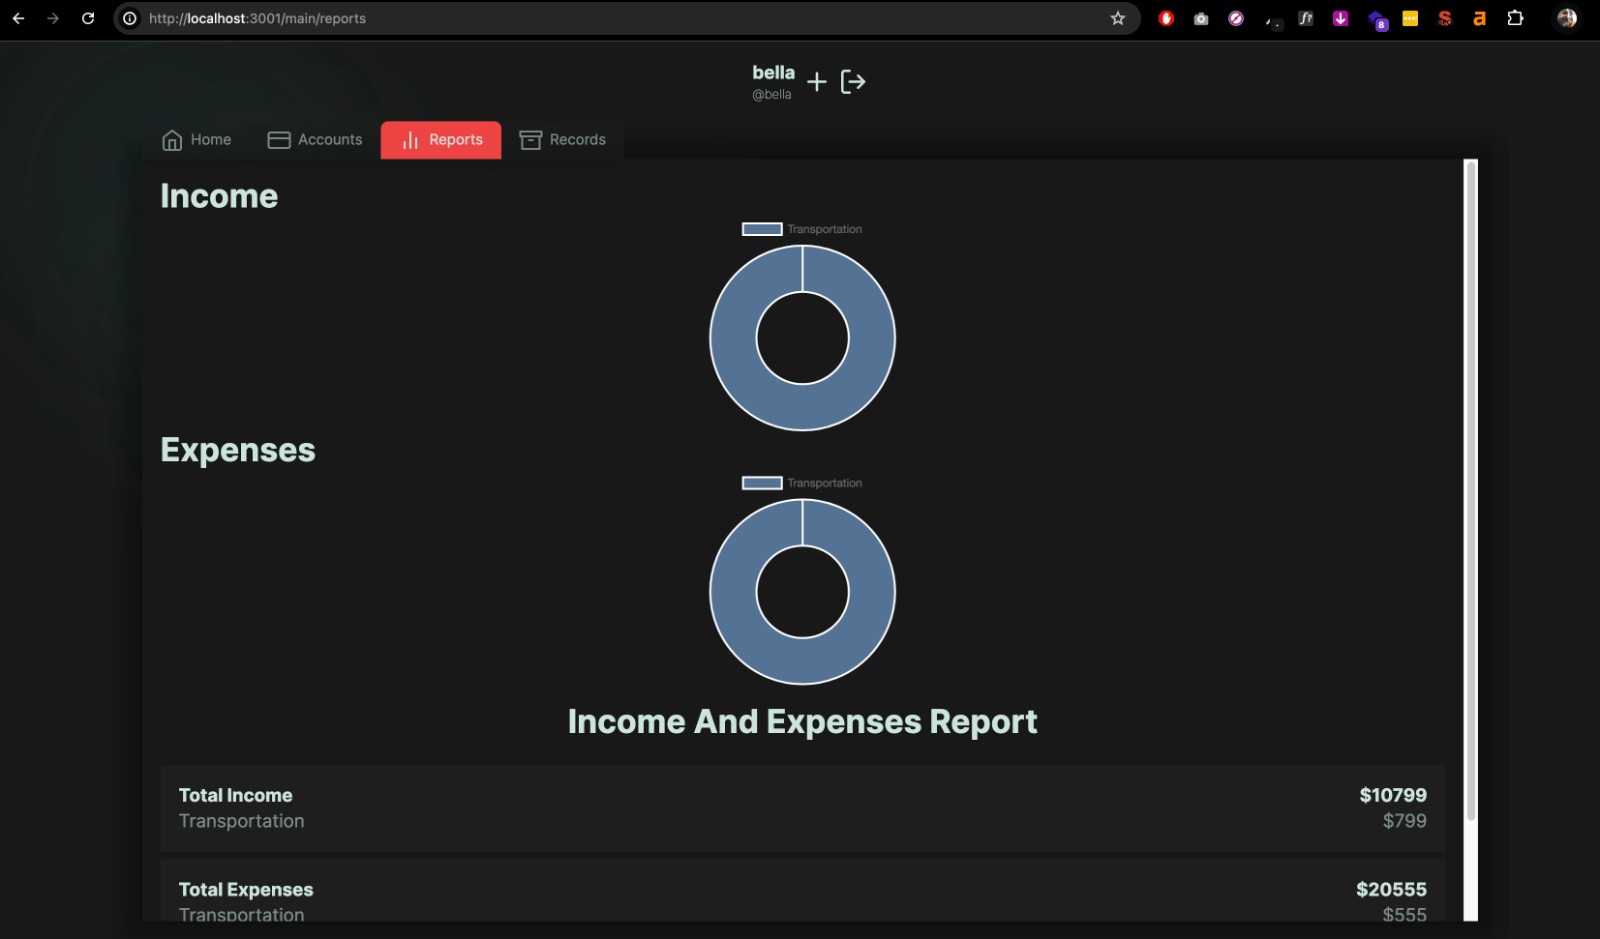 http://localhost:3001/main/reports
8
bella
@bella
Home Accounts Reports Records
Income
Transportation
Expenses
Transportation
Income And Expenses Report
Total Income $10799
Transportation $799
Total Expenses $20555
Transportation $555